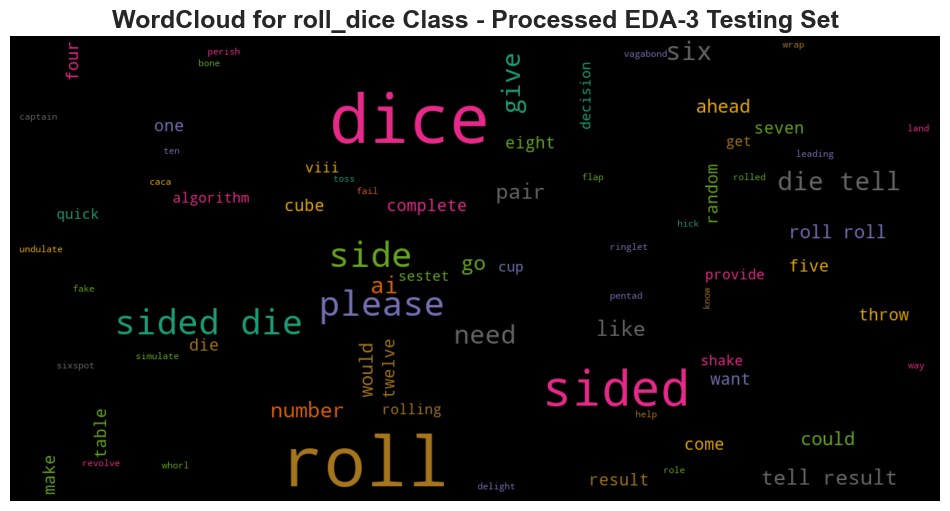 WordCloud for roll_dice Class - Processed EDA-3 Testing Set
four
perish
bone
captain
one
ten
dice
give
decision
vagabond
six
wrap
ahead
seven
get
land
leading
eight
viii
toss
fail
caca
algorithm
cube
complete
pair
flap
random
rolled
die tell
quick
hick
undulate
side
go
cup
sestet
ringlet
roll roll
five
provide
fake
ai
please
pentad
know
throw
sided die
die
need
like
sixspot
simulate
would
twelve
shake
want
way
sided
number
rolling
help
table
come
could
make
revolve
whorl
roll
delight
result
role
tell result